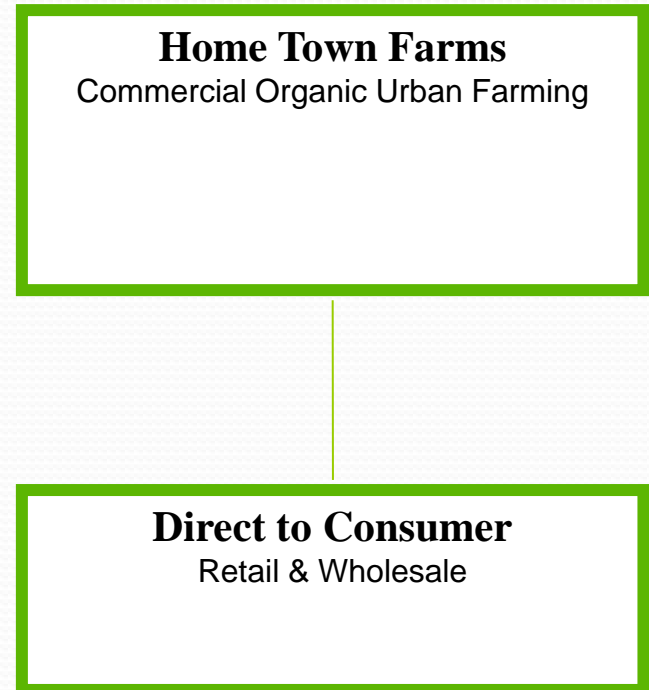 Home Town Farms
Commercial Organic Urban Farming
Direct to Consumer
Retail & Wholesale